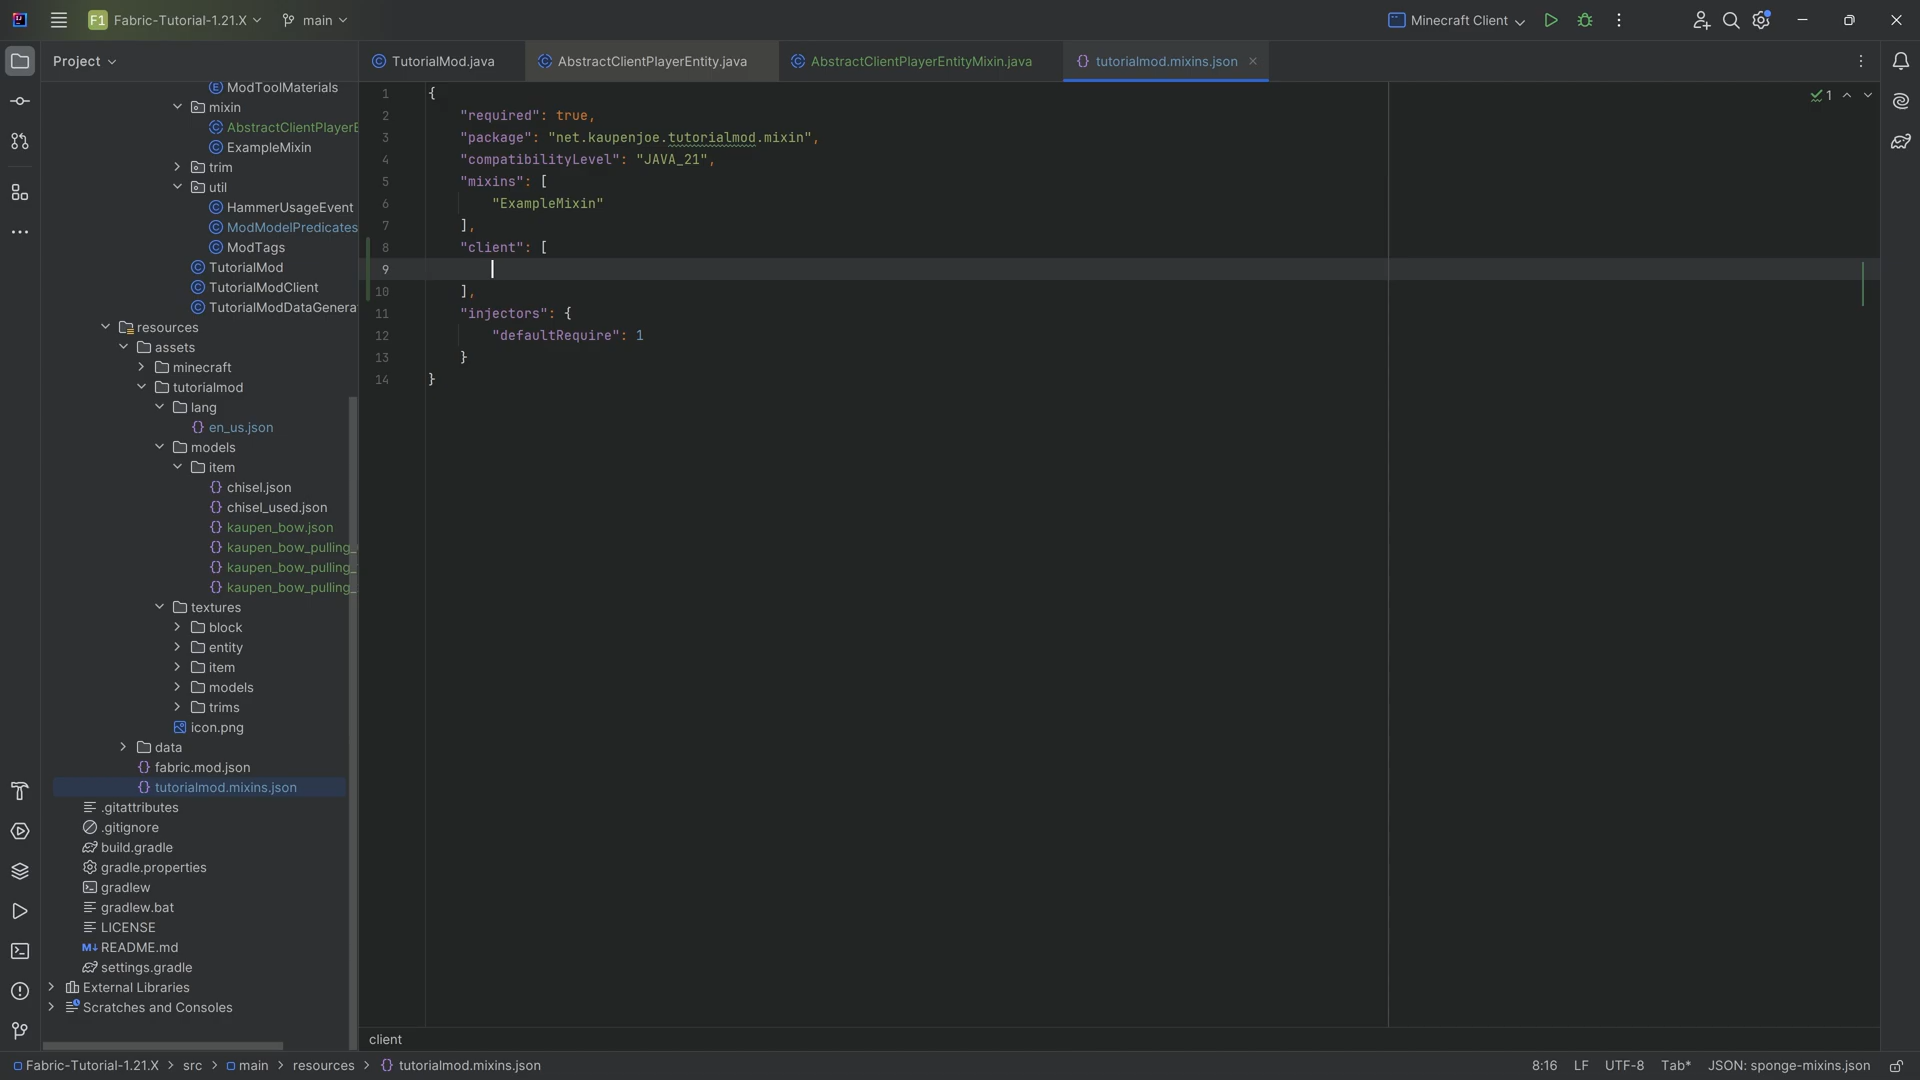 F1 Fabric-Tutorial-1.21.X main Minecraft Client
Project
TutorialMod.java AbstractClientPlayerEntity.java AbstractClientPlayerEntityMixin.java tutorialmod.mixins.json
ModToolMaterials
mixin
AbstractClientPlayerE
ExampleMixin
trim
util
HammerUsageEvent
ModModelPredicates
ModTags
TutorialMod
TutorialModClient
TutorialModDataGenera
resources
assets
minecraft
tutorialmod
lang
en_us.json
models
item
chisel.json
chisel_used.json
kaupen_bow.json
kaupen_bow_pulling_
kaupen_bow_pulling_
kaupen_bow_pulling_
textures
block
entity
item
models
trims
icon.png
data
fabric.mod.json
tutorialmod.mixins.json
.gitattributes
.gitignore
build.gradle
gradle.properties
gradlew
gradlew.bat
LICENSE
README.md
settings.gradle
External Libraries
Scratches and Consoles
1 {
2 "required": true,
3 "package": "net.kaupenjoe.tutorialmod.mixin",
4 "compatibilityLevel": "JAVA_21",
5 "mixins": [
6 "ExampleMixin"
7 ],
8 "client": [
9
10 ],
11 "injectors": {
12 "defaultRequire": 1
13 }
14 }
1
client
Fabric-Tutorial-1.21.X > src > main > resources > tutorialmod.mixins.json 8:16 LF UTF-8 Tab* JSON: sponge-mixins.json